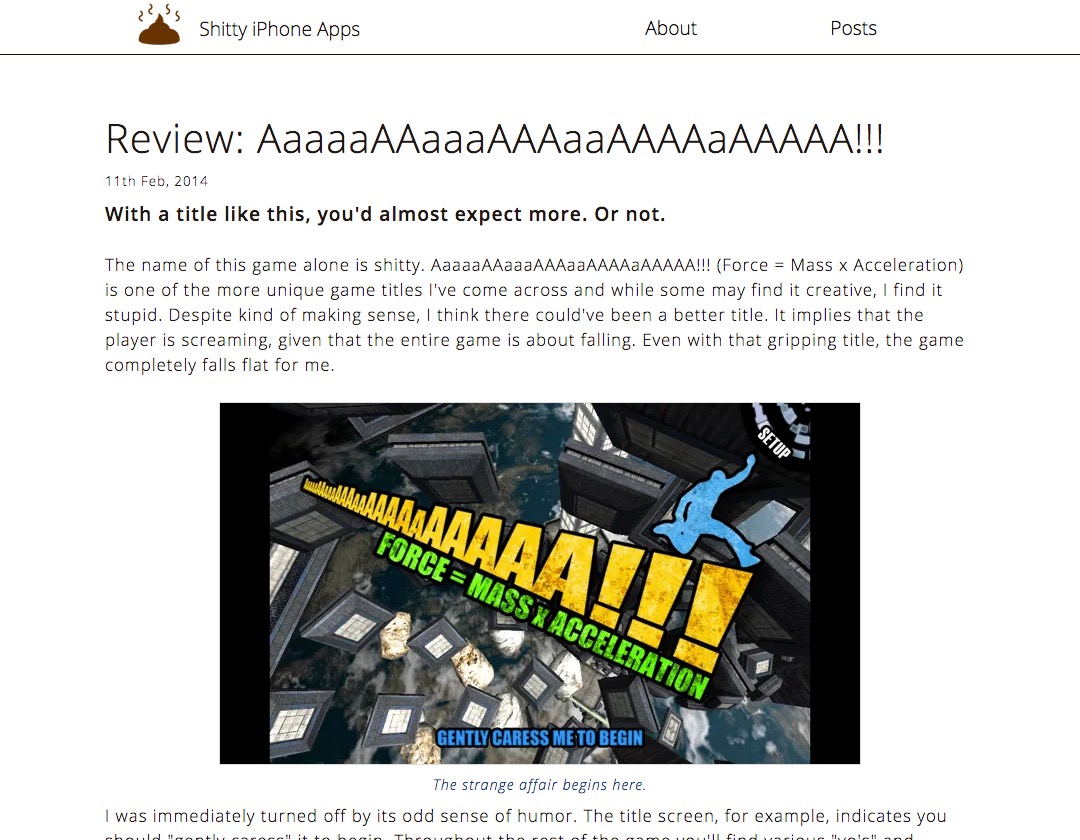 Shitty iPhone Apps
About
Posts
Review: AaaaaAAaaaAAAaaAAAAaAAAAA!!!
11th Feb, 2014
With a title like this, you'd almost expect more. Or not.
The name of this game alone is shitty. AaaaaAAaaaAAAaaAAAAaAAAAA!!! (Force = Mass x Acceleration)
is one of the more unique game titles I've come across and while some may find it creative, I find it
stupid. Despite kind of making sense, I think there could've been a better title. It implies that the
player is screaming, given that the entire game is about falling. Even with that gripping title, the game
completely falls flat for me.
SETUP
AaaaaAAaaaAAAaaAAAAaAAAAA!!!
FORCE = MASS X ACCELERATION
GENTLY CARESS ME TO BEGIN
The strange affair begins here.
I was immediately turned off by its odd sense of humor. The title screen, for example, indicates you
should "gently caress" it to begin. Throughout the rest of the game you'll find various "yo's" and